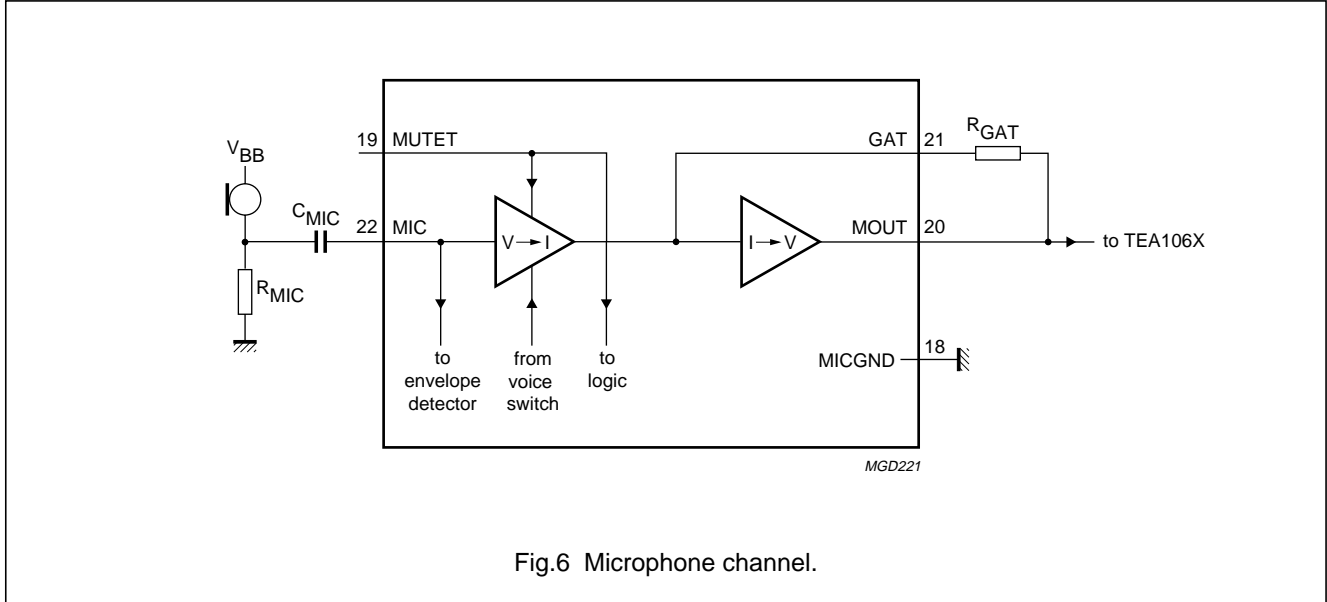 19 MUTET
GAT 21
R_GAT
V_BB
C_MIC
22 MIC
V → I
I → V
MOUT 20
to TEA106X
R_MIC
to envelope detector
from voice switch
to logic
MICGND 18
MGD221
Fig.6 Microphone channel.